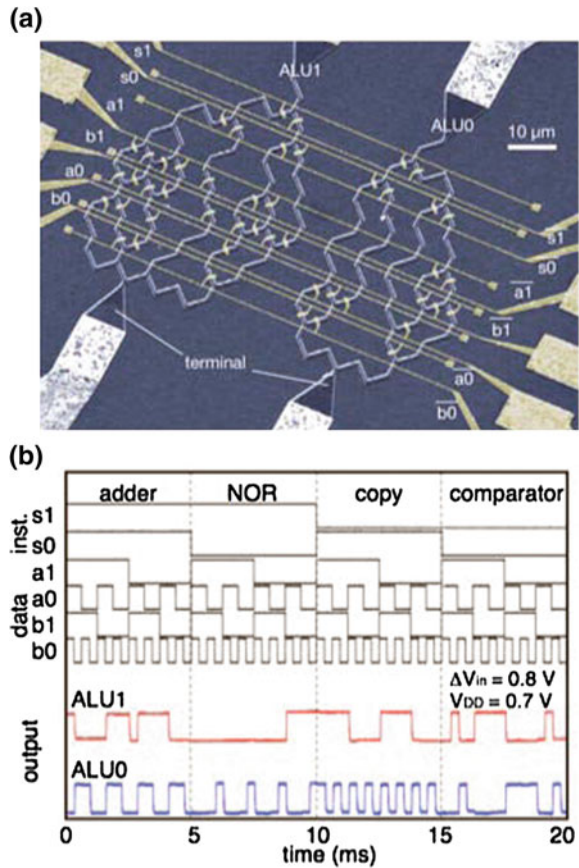 (a)
s1
s0
a1
b1
a0
b0
ALU1
ALU0
10 μm
s1
s0
a1
b1
a0
b0
terminal
(b)
adder NOR copy comparator
inst.
s1
s0
data
a1
a0
b1
b0
ΔVin = 0.8 V
VDD = 0.7 V
output
ALU1
ALU0
0 5 10 15 20
time (ms)